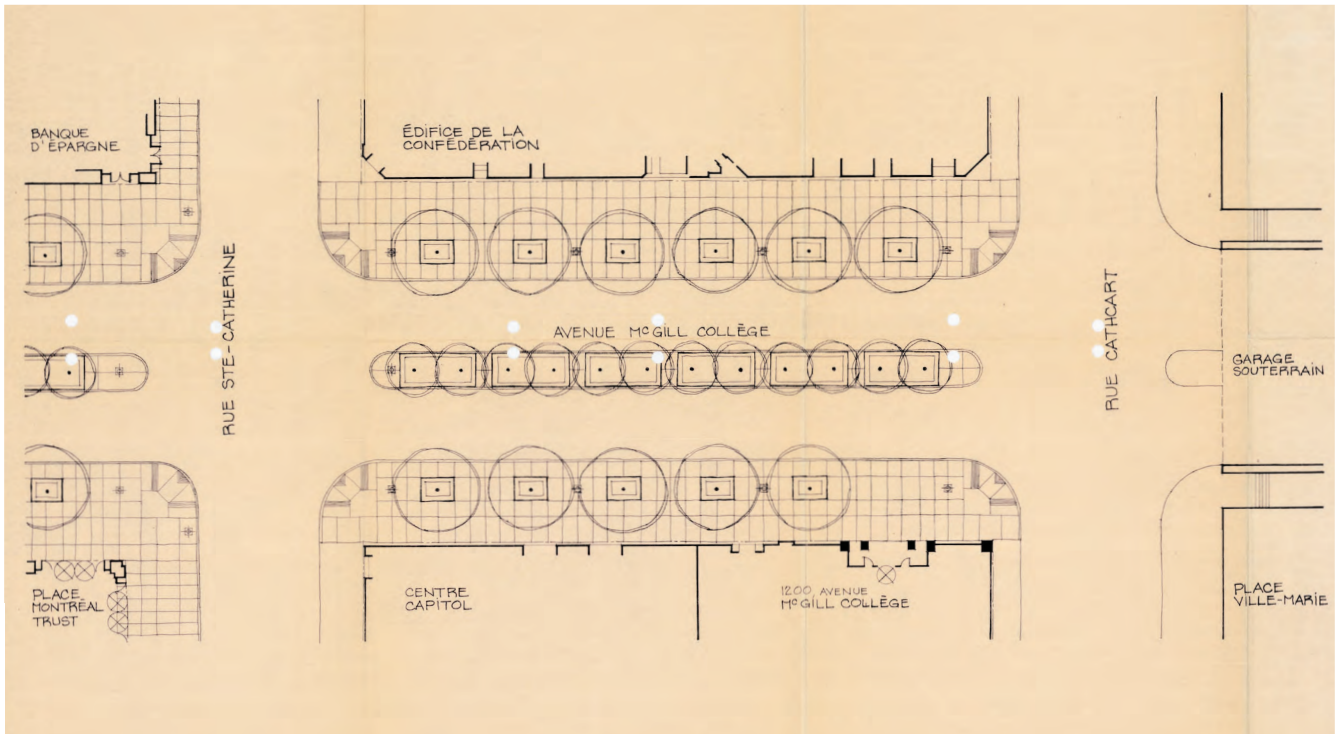 BANQUE
D'ÉPARGNE
ÉDIFICE DE LA
CONFÉDÉRATION
RUE STE-CATHERINE
AVENUE McGILL COLLÈGE
RUE CATHCART
GARAGE
SOUTERRAIN
PLACE
MONTRÉAL
TRUST
CENTRE
CAPITOL
1200, AVENUE
McGILL COLLÈGE
PLACE
VILLE-MARIE